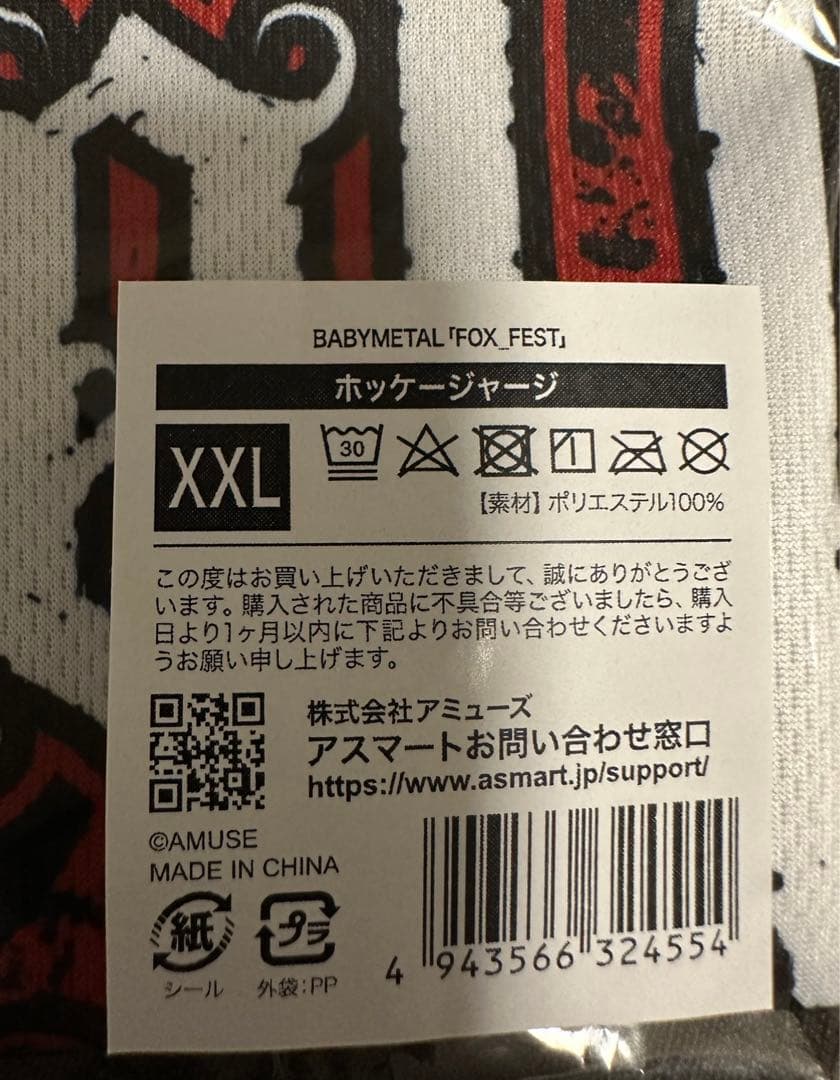 BABYMETAL「FOX_FEST」
ホッケージャージ
XXL
30
【素材】ポリエステル100%
この度はお買い上げいただきまして、誠にありがとうござ
います。購入された商品に不具合等ございましたら、購入
日より1ヶ月以内に下記よりお問い合わせくださいますよ
うお願い申し上げます。
株式会社アミューズ
アスマートお問い合わせ窓口
https://www.asmart.jp/support/
©AMUSE
MADE IN CHINA
紙
プラ
シール
外袋:PP
4 943566 324554